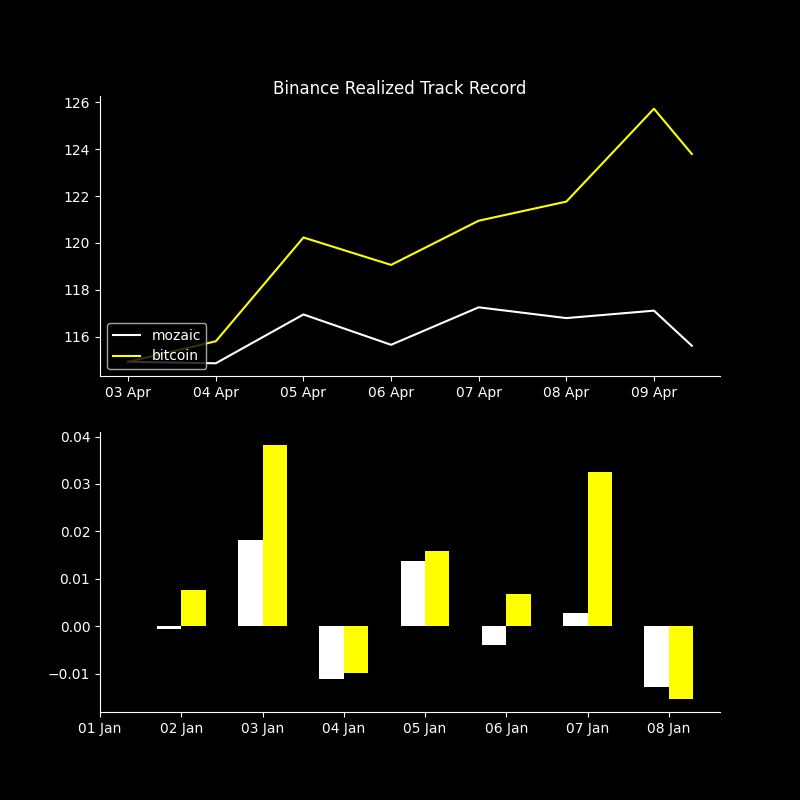 Binance Realized Track Record
126
124
122
120
118
116
mozaic
bitcoin
03 Apr 04 Apr 05 Apr 06 Apr 07 Apr 08 Apr 09 Apr
0.04
0.03
0.02
0.01
0.00
−0.01
01 Jan 02 Jan 03 Jan 04 Jan 05 Jan 06 Jan 07 Jan 08 Jan